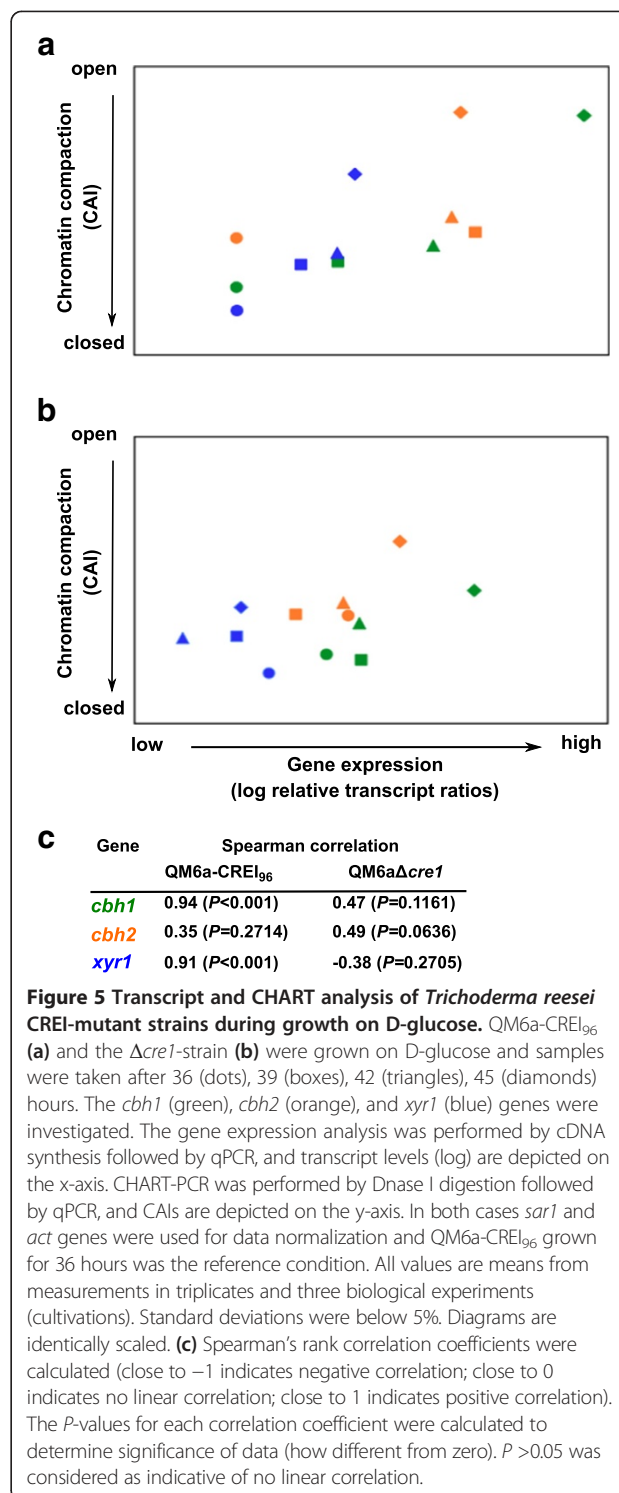 a
open
Chromatin compaction
(CAI)
closed
b
open
Chromatin compaction
(CAI)
closed
low
high
Gene expression
(log relative transcript ratios)
c
Gene Spearman correlation
QM6a-CREI₉₆ QM6aΔcre1
cbh1 0.94 (P<0.001) 0.47 (P=0.1161)
cbh2 0.35 (P=0.2714) 0.49 (P=0.0636)
xyr1 0.91 (P<0.001) -0.38 (P=0.2705)
Figure 5 Transcript and CHART analysis of Trichoderma reesei
CREI-mutant strains during growth on D-glucose. QM6a-CREI₉₆
(a) and the Δcre1-strain (b) were grown on D-glucose and samples
were taken after 36 (dots), 39 (boxes), 42 (triangles), 45 (diamonds)
hours. The cbh1 (green), cbh2 (orange), and xyr1 (blue) genes were
investigated. The gene expression analysis was performed by cDNA
synthesis followed by qPCR, and transcript levels (log) are depicted on
the x-axis. CHART-PCR was performed by Dnase I digestion followed
by qPCR, and CAIs are depicted on the y-axis. In both cases sar1 and
act genes were used for data normalization and QM6a-CREI₉₆ grown
for 36 hours was the reference condition. All values are means from
measurements in triplicates and three biological experiments
(cultivations). Standard deviations were below 5%. Diagrams are
identically scaled. (c) Spearman's rank correlation coefficients were
calculated (close to −1 indicates negative correlation; close to 0
indicates no linear correlation; close to 1 indicates positive correlation).
The P-values for each correlation coefficient were calculated to
determine significance of data (how different from zero). P >0.05 was
considered as indicative of no linear correlation.